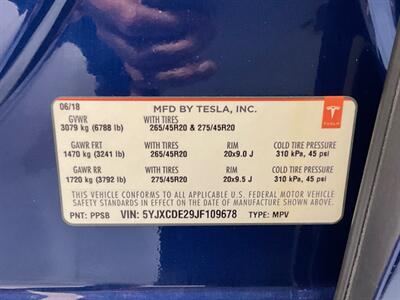 06/18 MFD BY TESLA, INC.
GVWR WITH TIRES
3079 kg (6788 lb) 265/45R20 & 275/45R20
TESLA
GAWR FRT WITH TIRES RIM COLD TIRE PRESSURE
1470 kg (3241 lb) 265/45R20 20x9.0 J 310 kPa, 45 psi
GAWR RR WITH TIRES RIM COLD TIRE PRESSURE
1720 kg (3792 lb) 275/45R20 20x9.5 J 310 kPa, 45 psi
THIS VEHICLE CONFORMS TO ALL APPLICABLE U.S. FEDERAL MOTOR VEHICLE
SAFETY STANDARDS IN EFFECT ON THE DATE OF MANUFACTURE SHOWN ABOVE.
PNT: PPSB VIN: 5YJXCDE29JF109678 TYPE: MPV